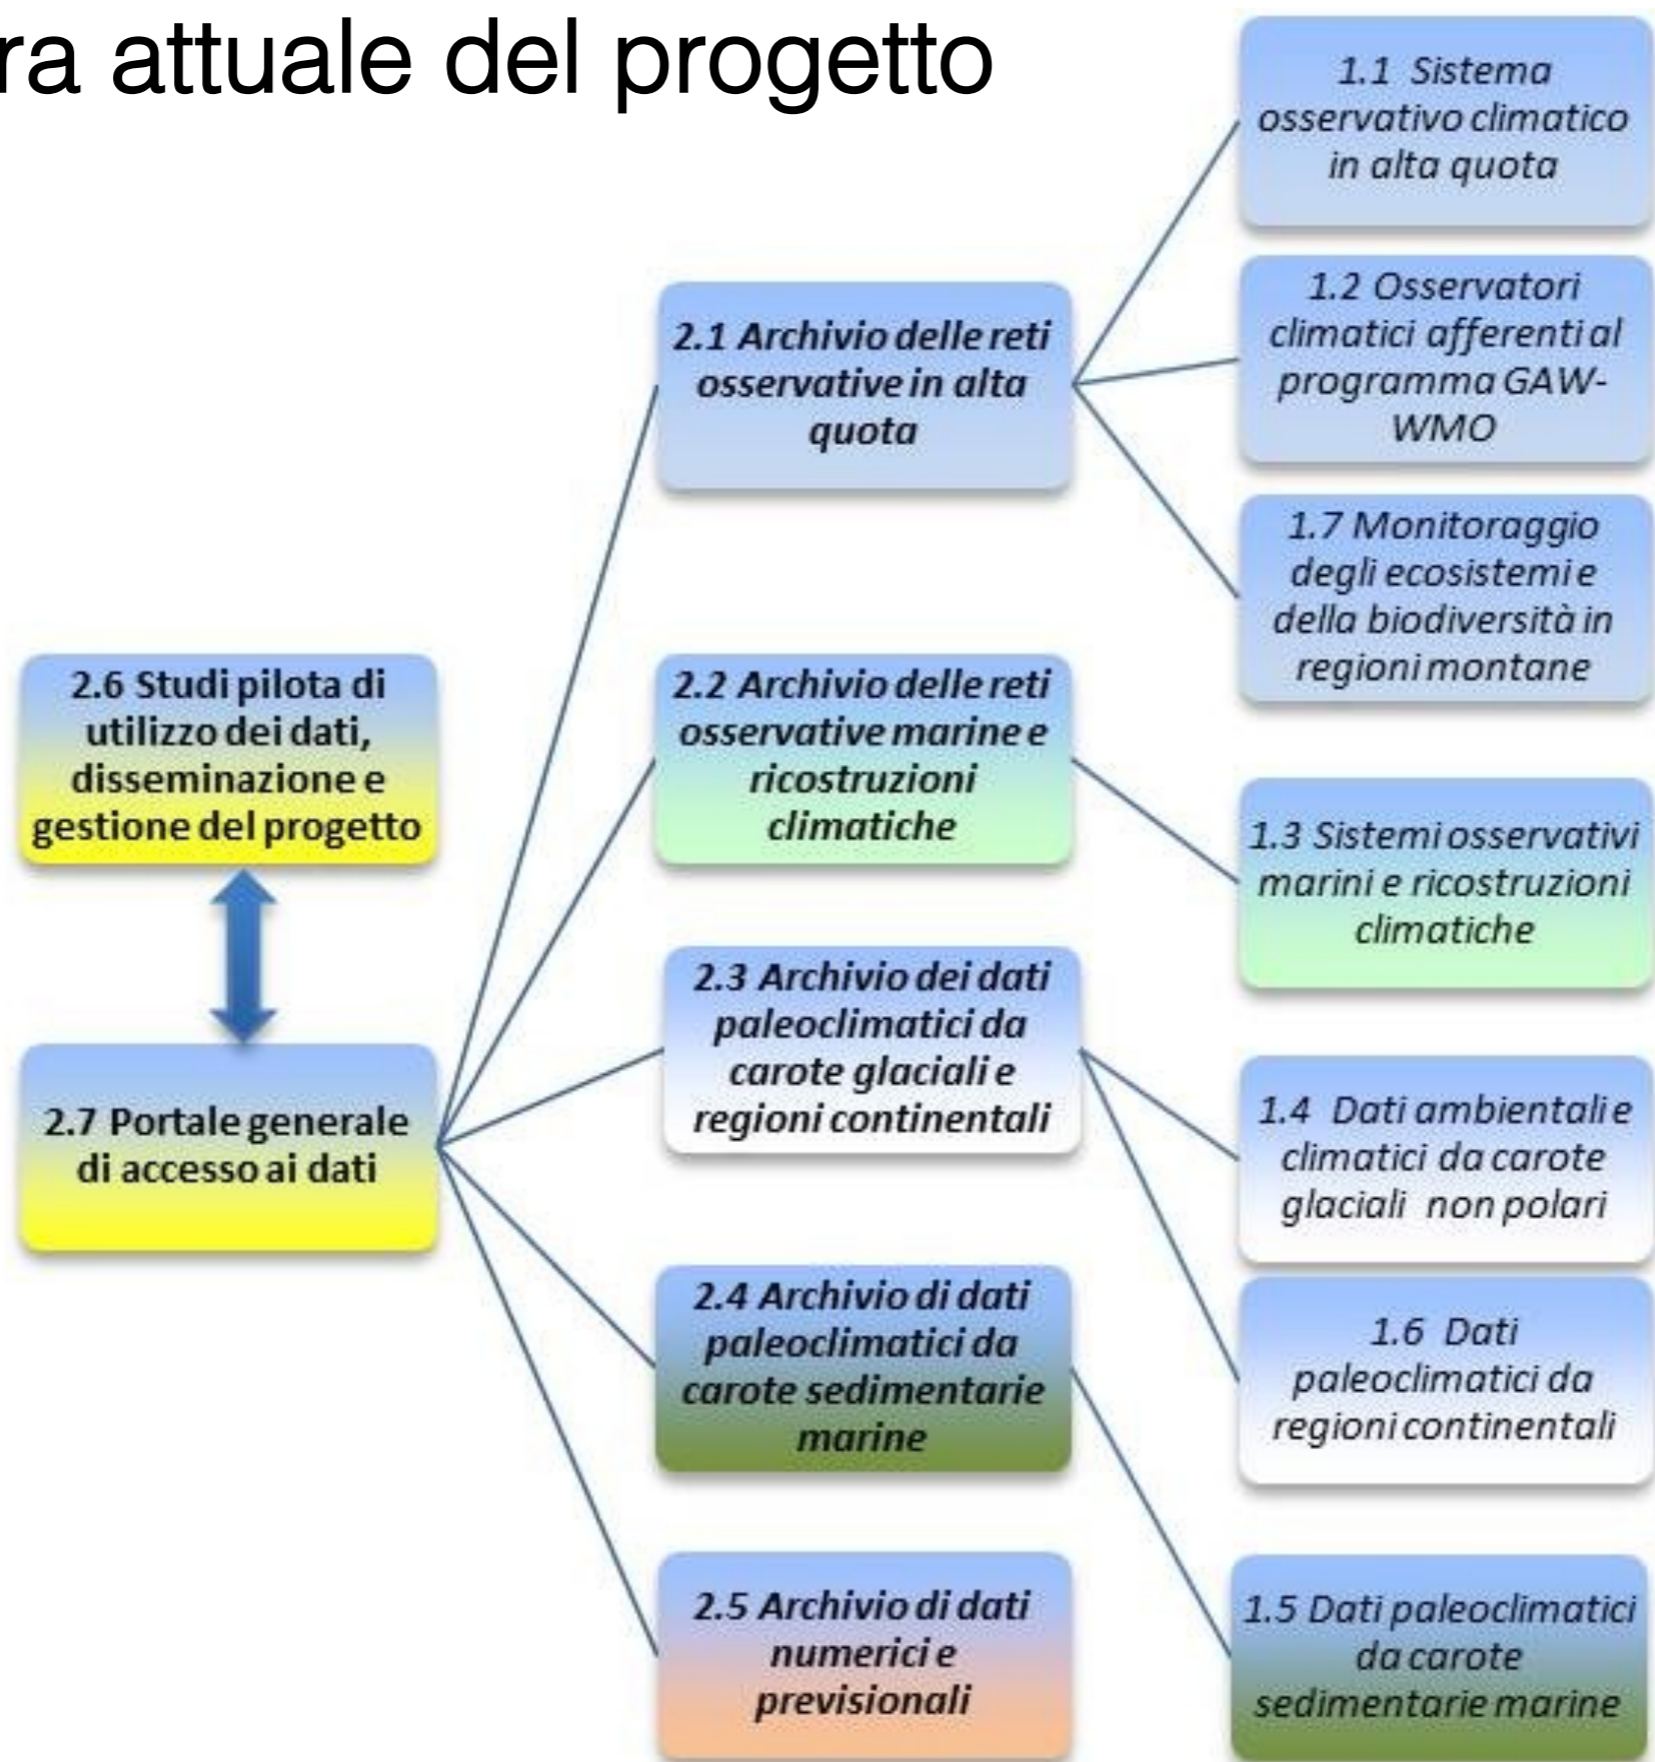 ra attuale del progetto
1.1 Sistema
osservativo climatico
in alta quota
1.2 Osservatori
climatici afferenti al
programma GAW-
WMO
1.7 Monitoraggio
degli ecosistemi e
della biodiversità in
regioni montane
2.1 Archivio delle reti
osservative in alta
quota
2.2 Archivio delle reti
osservative marine e
ricostruzioni
climatiche
1.3 Sistemi osservativi
marini e ricostruzioni
climatiche
2.6 Studi pilota di
utilizzo dei dati,
disseminazione e
gestione del progetto
2.7 Portale generale
di accesso ai dati
2.3 Archivio dei dati
paleoclimatici da
carote glaciali e
regioni continentali
1.4 Dati ambientali e
climatici da carote
glaciali non polari
1.6 Dati
paleoclimatici da
regioni continentali
2.4 Archivio di dati
paleoclimatici da
carote sedimentarie
marine
2.5 Archivio di dati
numerici e
previsionali
1.5 Dati paleoclimatici
da carote
sedimentarie marine